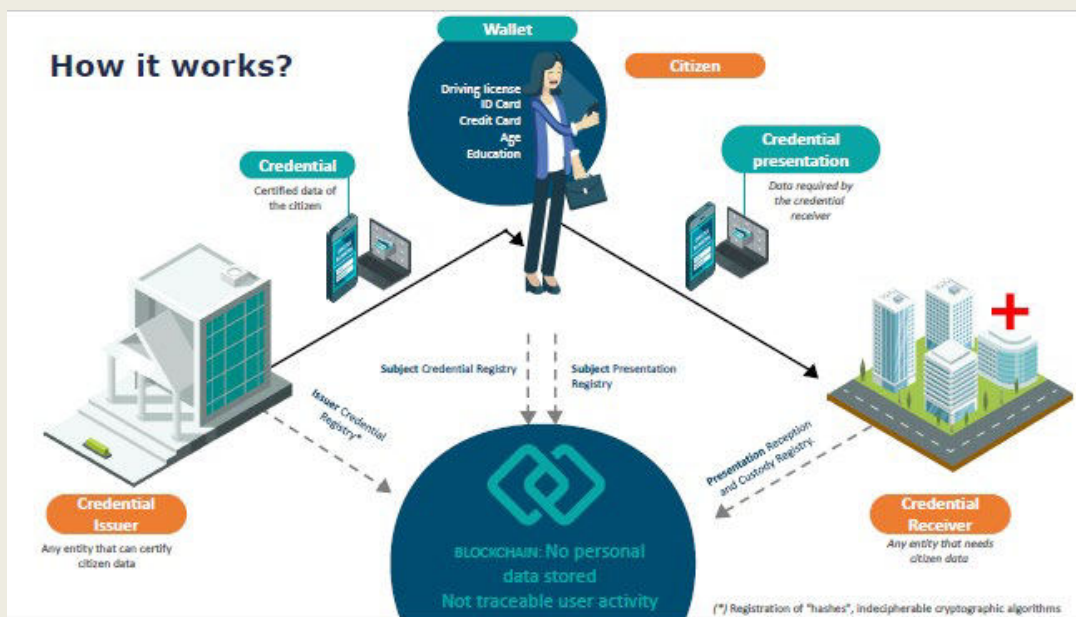 How it works?
Wallet
Driving license
ID Card
Credit Card
Age
Education
Citizen
Credential
Certified data of
the citizen
Credential
presentation
Data required by
the credential
receiver
Subject Credential Registry
Subject Presentation
Registry
Issuer Credential
Registry*
Presentation Reception
and Custody Registry.
Credential
Issuer
Any entity that can certify
citizen data
Credential
Receiver
Any entity that needs
citizen data
BLOCKCHAIN: No personal
data stored
Not traceable user activity
(*) Registration of "hashes", indecipherable cryptographic algorithms